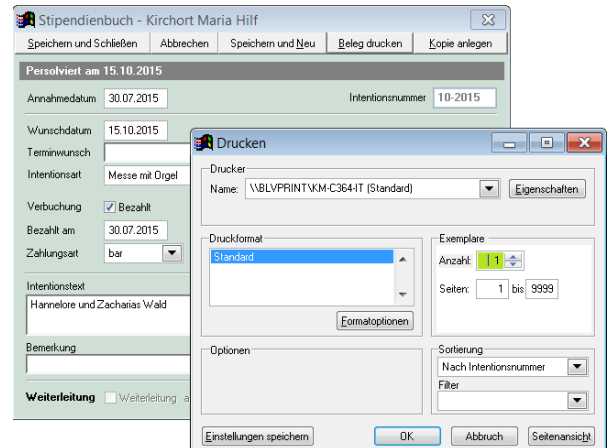 Stipendienbuch - Kirchort Maria Hilf
Speichern und Schließen Abbrechen Speichern und Neu Beleg drucken Kopie anlegen
Persolviert am 15.10.2015
Annahmedatum 30.07.2015 Intentionsnummer 10-2015
Wunschdatum 15.10.2015
Terminwunsch
Intentionsart Messe mit Orgel
Verbuchung Bezahlt
Bezahlt am 30.07.2015
Zahlungsart bar
Intentionstext
Hannelore und Zacharias Wald
Bemerkung
Weiterleitung Weiterleitung
Drucken
Drucker
Name: \\BLVPRINT\KM-C364-IT (Standard) Eigenschaften
Druckformat
Standard
Formatoptionen
Exemplare
Anzahl: 1
Seiten: 1 bis 9999
Optionen
Sortierung
Nach Intentionsnummer
Filter
Einstellungen speichern OK Abbruch Seitenansicht